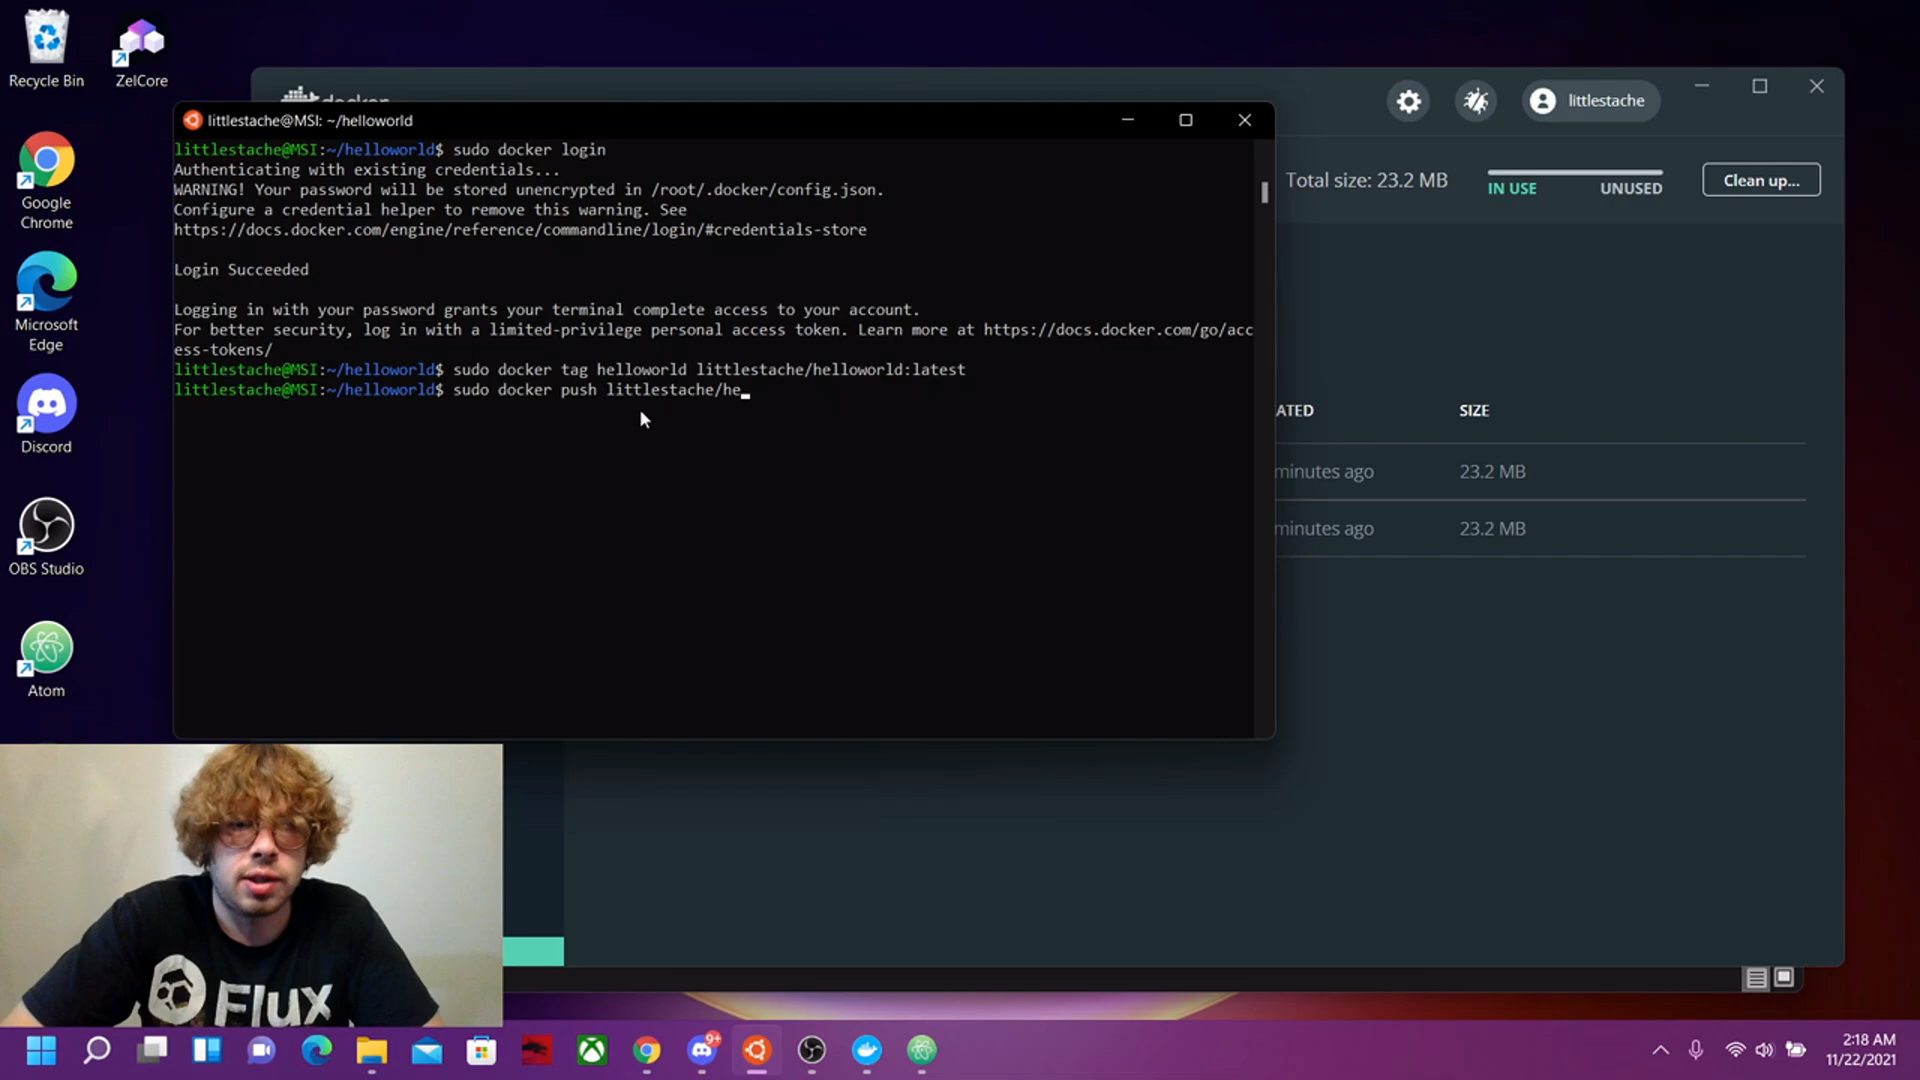 Recycle Bin
ZelCore
Google
Chrome
Microsoft
Edge
Discord
OBS Studio
Atom
docker
littlestache
Total size: 23.2 MB
IN USE
UNUSED
Clean up...
littlestache@MSI: ~/helloworld
littlestache@MSI:~/helloworld$ sudo docker login
Authenticating with existing credentials...
WARNING! Your password will be stored unencrypted in /root/.docker/config.json.
Configure a credential helper to remove this warning. See
https://docs.docker.com/engine/reference/commandline/login/#credentials-store
Login Succeeded
Logging in with your password grants your terminal complete access to your account.
For better security, log in with a limited-privilege personal access token. Learn more at https://docs.docker.com/go/acc
ess-tokens/
littlestache@MSI:~/helloworld$ sudo docker tag helloworld littlestache/helloworld:latest
littlestache@MSI:~/helloworld$ sudo docker push littlestache/he
ATED
SIZE
minutes ago
23.2 MB
minutes ago
23.2 MB
Flux
9+
2:18 AM
11/22/2021